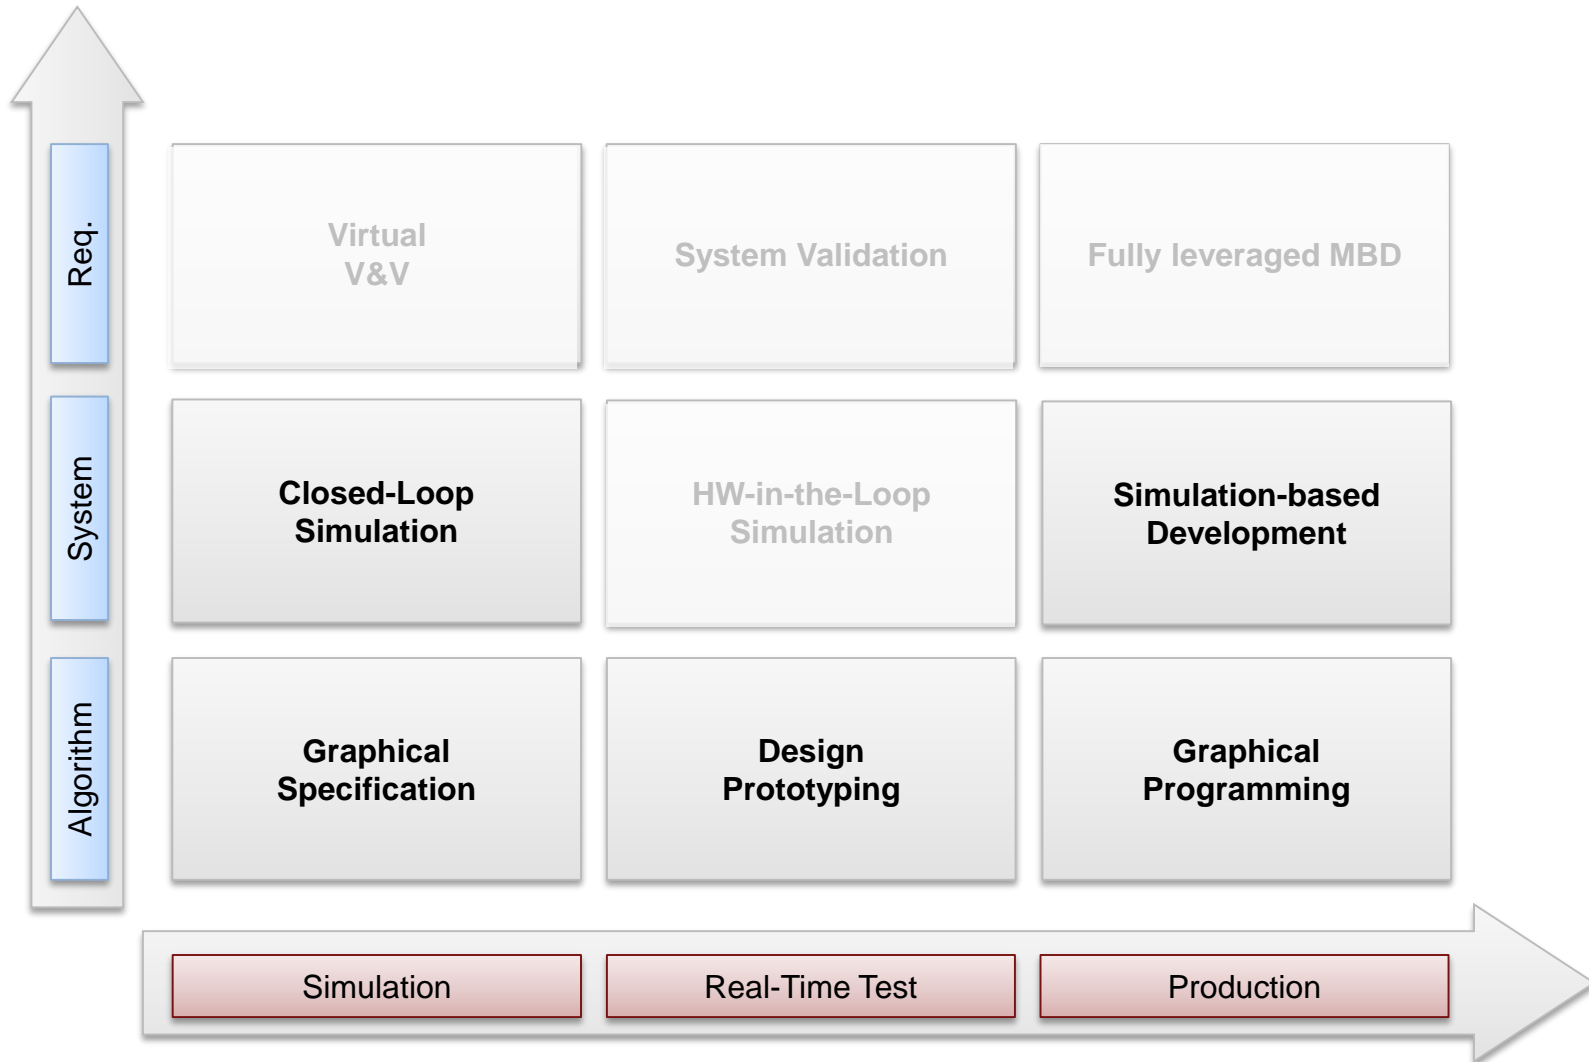 Req.
Virtual
V&V
System Validation
Fully leveraged MBD
System
Closed-Loop
Simulation
HW-in-the-Loop
Simulation
Simulation-based
Development
Algorithm
Graphical
Specification
Design
Prototyping
Graphical
Programming
Simulation
Real-Time Test
Production